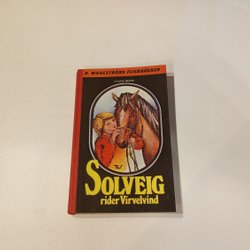 B. WAHLSTRÖMS FLICKBÖCKER
SOLVEIG
rider Virvelvind